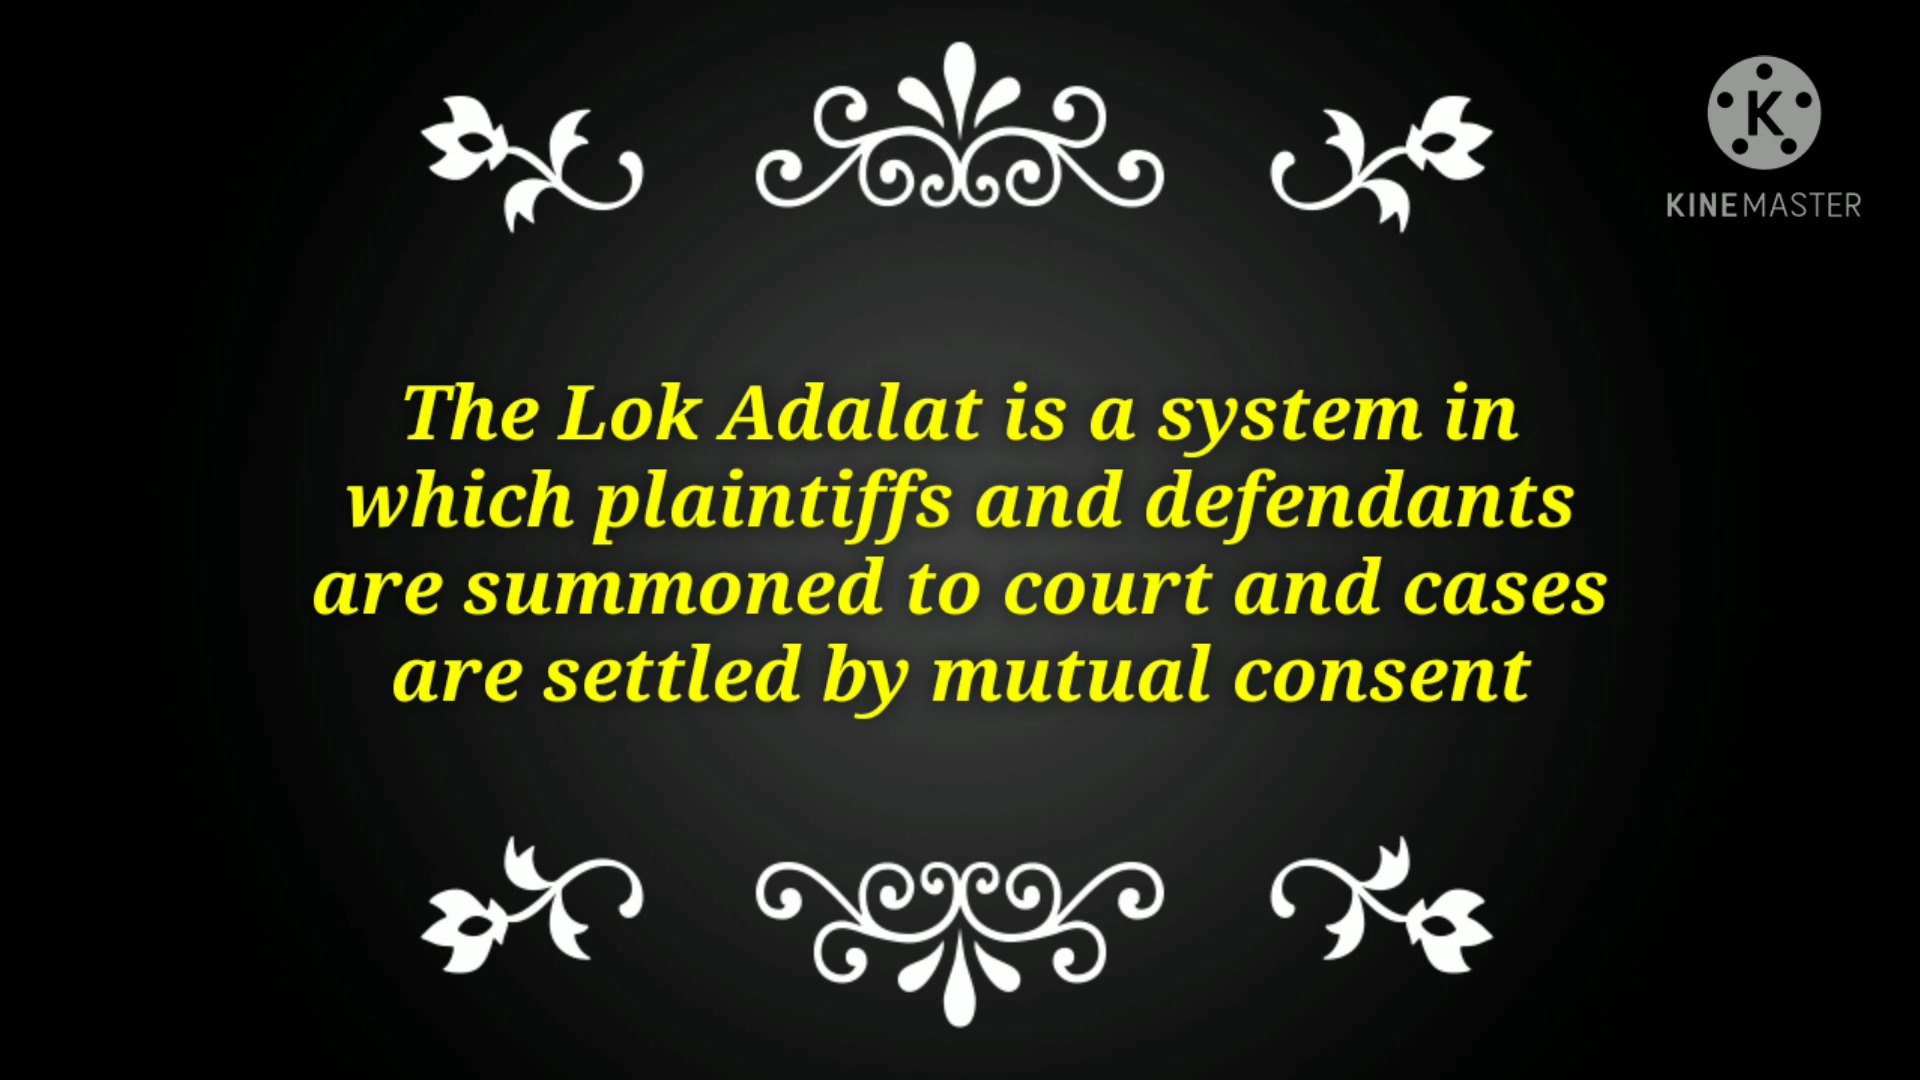 K
KINEMASTER
The Lok Adalat is a system in
which plaintiffs and defendants
are summoned to court and cases
are settled by mutual consent